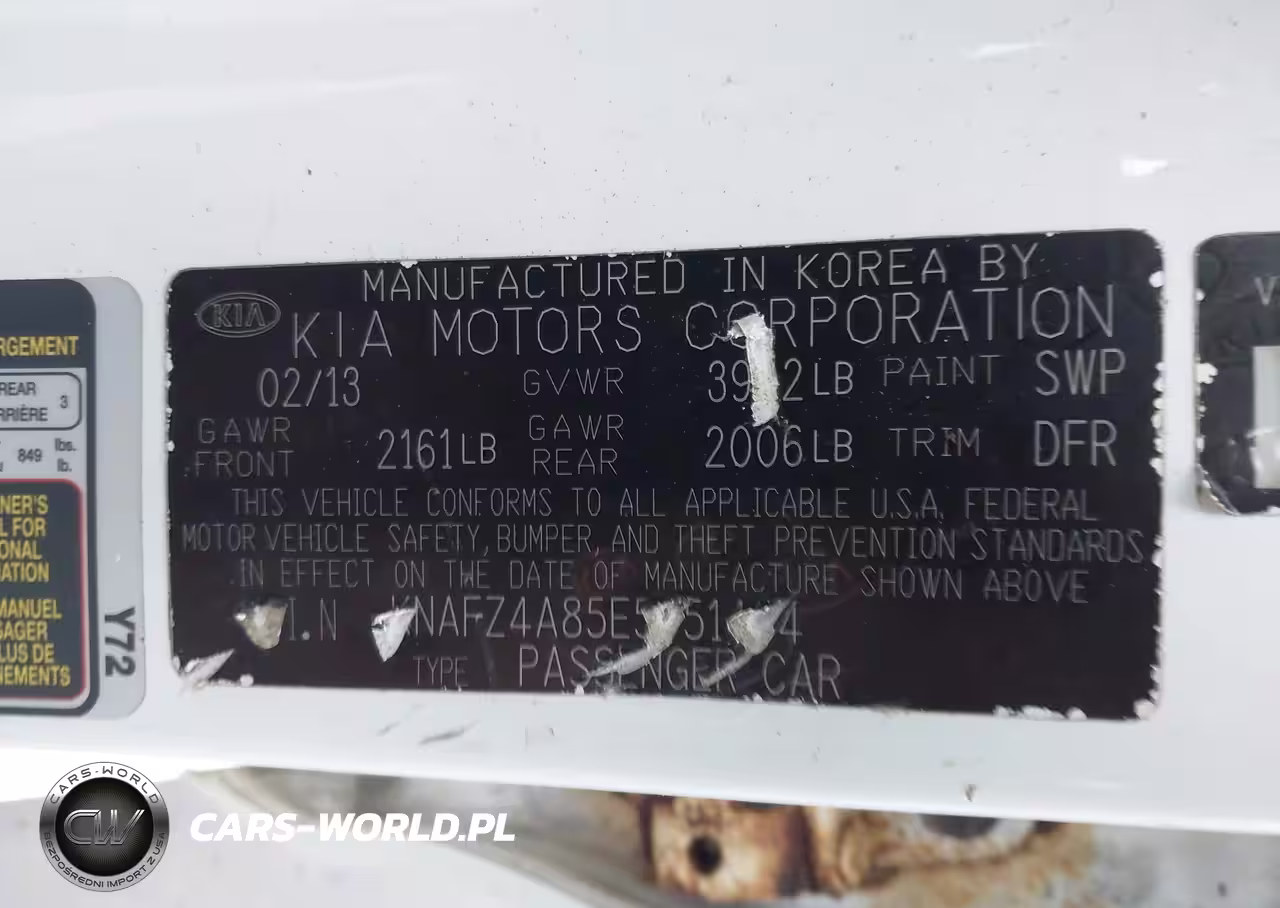 RGEMENT
REAR
RRIÈRE 3
849 lbs.
lb.
NER'S
L FOR
ONAL
ATION
MANUEL
SAGER
LUS DE
NEMENTS
Y72
MANUFACTURED IN KOREA BY
KIA KIA MOTORS CORPORATION
02/13 GVWR LB PAINT SWP
GAWR FRONT 2161LB GAWR REAR 2006LB TRIM DFR
THIS VEHICLE CONFORMS TO ALL APPLICABLE U.S.A. FEDERAL
MOTOR VEHICLE SAFETY, BUMPER, AND THEFT PREVENTION STANDARDS
IN EFFECT ON THE DATE OF MANUFACTURE SHOWN ABOVE
I.N
TYPE PASSENGER CAR
V
CARS-WORLD
CW
BEZPOŚREDNI IMPORT Z USA
CARS-WORLD.PL